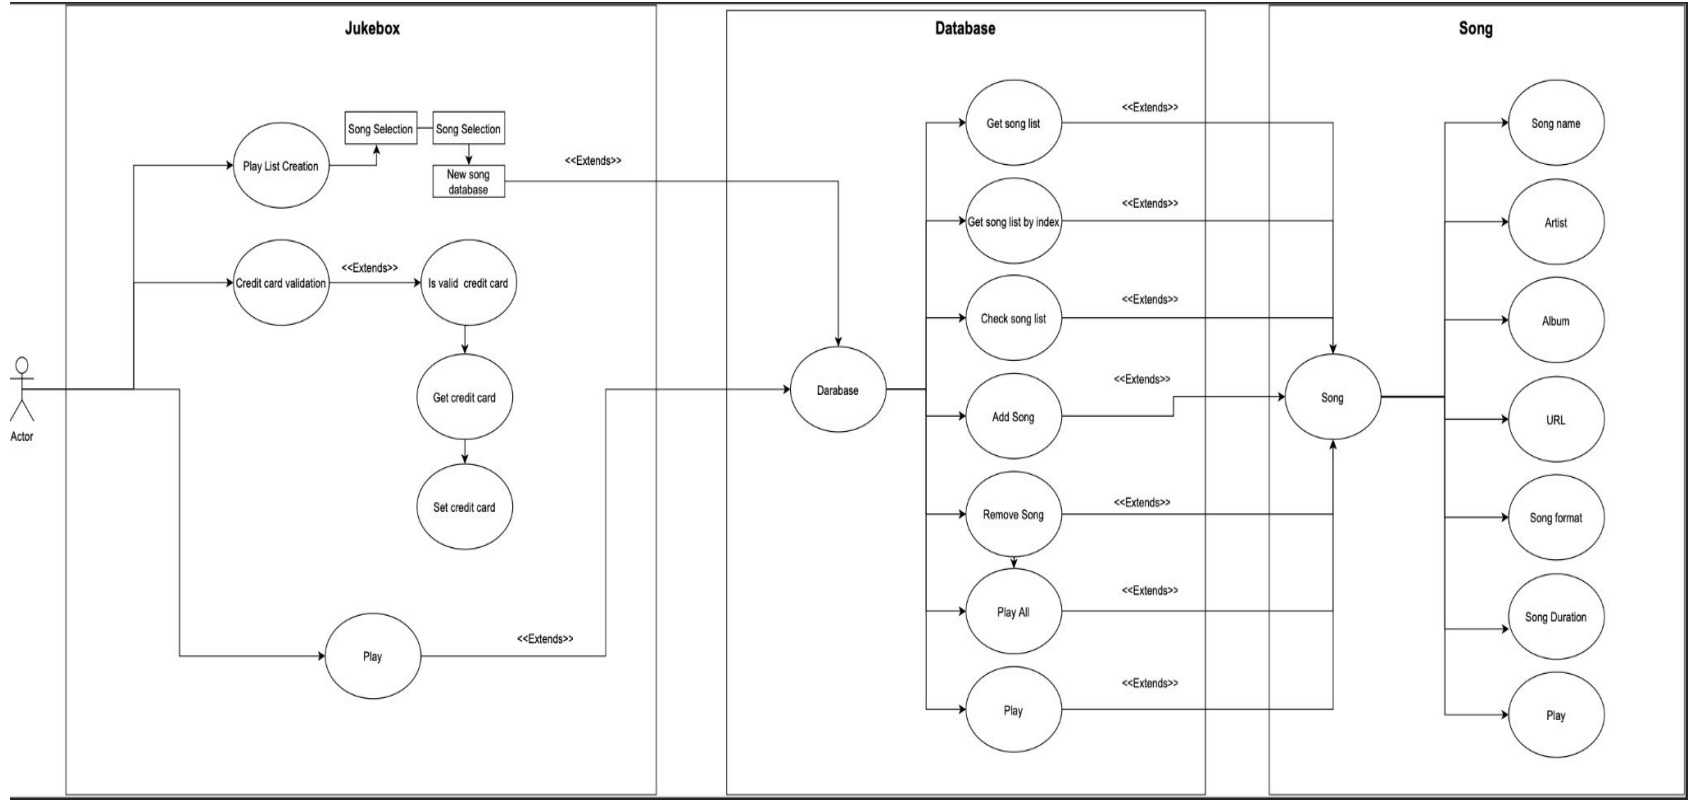 Jukebox
Database
Song
Song Selection
Song Selection
Play List Creation
New song
database
<<Extends>>
Credit card validation
<<Extends>>
Is valid credit card
Get credit card
Set credit card
Actor
Play
<<Extends>>
Darabase
Get song list
<<Extends>>
Get song list by index
<<Extends>>
Check song list
<<Extends>>
Add Song
<<Extends>>
Remove Song
<<Extends>>
Play All
<<Extends>>
Play
<<Extends>>
Song
Song name
Artist
Album
URL
Song format
Song Duration
Play